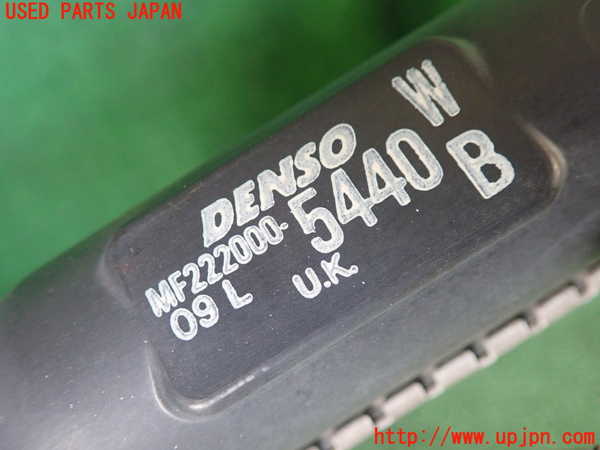 USED PARTS JAPAN
DENSO
MF222000-5440 W
B
09 L U.K.
http://www.upjpn.com/